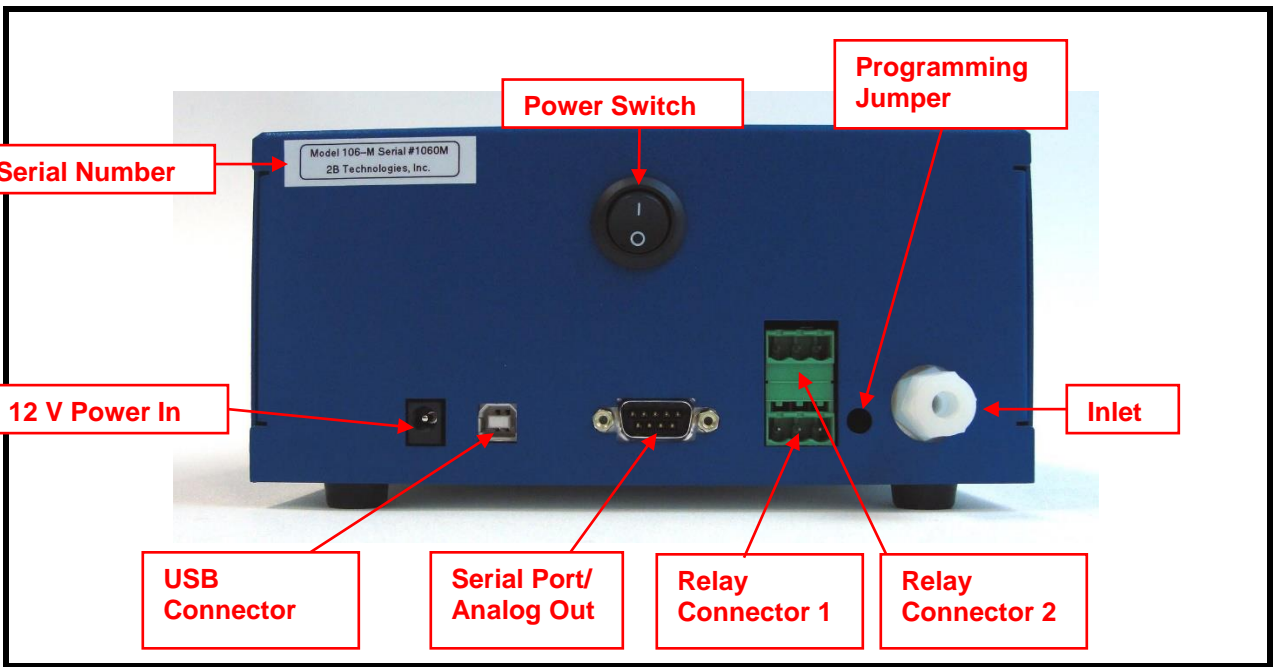 Programming
Jumper
Power Switch
Model 106–M Serial #1060M
2B Technologies, Inc.
Serial Number
I
O
12 V Power In
Inlet
USB
Connector
Serial Port/
Analog Out
Relay
Connector 1
Relay
Connector 2